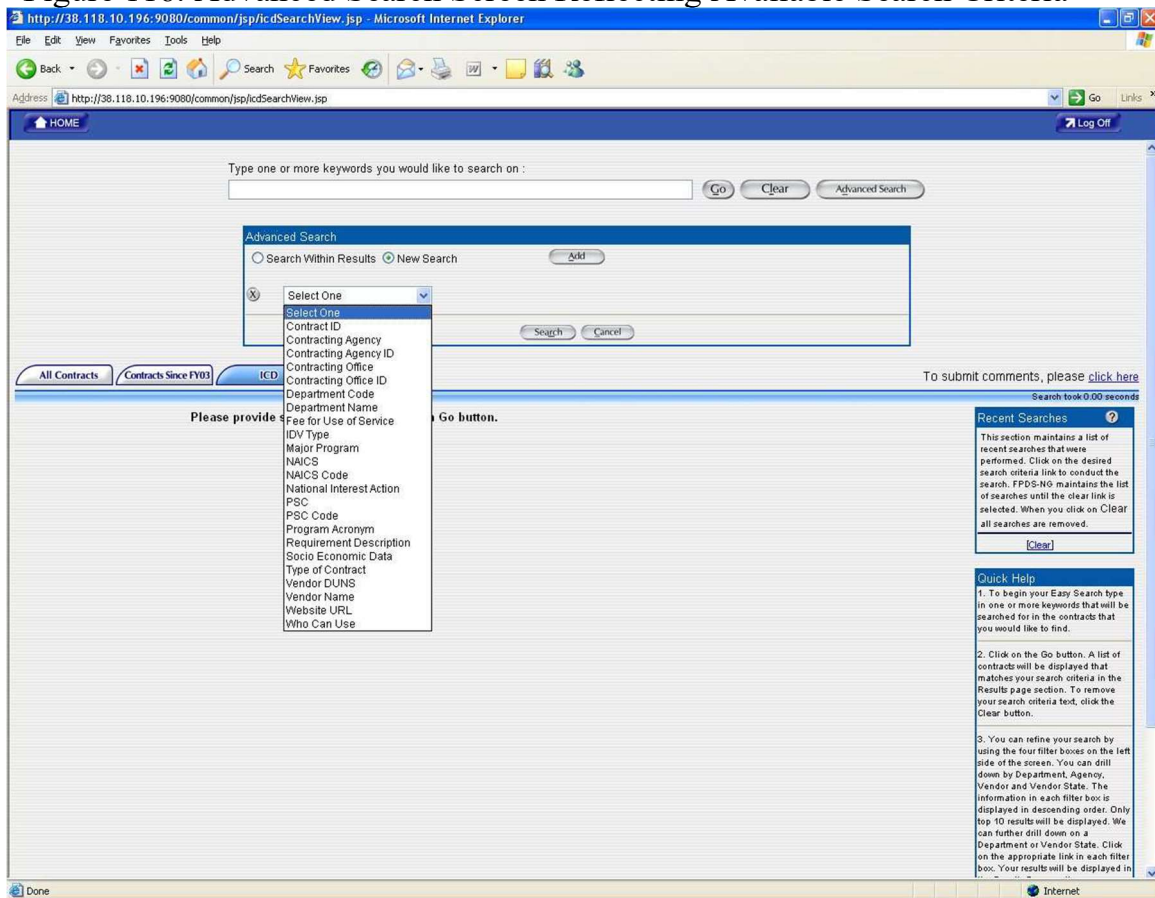 Figure 116: Advanced Search Screen Reflecting Available Search Criteria
http://38.118.10.196:9080/common/jsp/icdSearchView.jsp - Microsoft Internet Explorer
File Edit View Favorites Tools Help
Back Search Favorites
Address http://38.118.10.196:9080/common/jsp/icdSearchView.jsp Go Links »
HOME Log Off
Type one or more keywords you would like to search on :
Go Clear Advanced Search
Advanced Search
Search Within Results New Search Add
X Select One
Select One
Contract ID
Contracting Agency
Contracting Agency ID
Contracting Office
Contracting Office ID
Department Code
Department Name
Fee for Use of Service
IDV Type
Major Program
NAICS
NAICS Code
National Interest Action
PSC
PSC Code
Program Acronym
Requirement Description
Socio Economic Data
Type of Contract
Vendor DUNS
Vendor Name
Website URL
Who Can Use
Search Cancel
All Contracts Contracts Since FY03 ICD
To submit comments, please click here
Search took 0.00 seconds
Please provide s Go button.
Recent Searches ?
This section maintains a list of
recent searches that were
performed. Click on the desired
search criteria link to conduct the
search. FPDS-NG maintains the list
of searches until the clear link is
selected. When you click on Clear
all searches are removed.
[Clear]
Quick Help
1. To begin your Easy Search type
in one or more keywords that will be
searched for in the contracts that
you would like to find.
2. Click on the Go button. A list of
contracts will be displayed that
matches your search criteria in the
Results page section. To remove
your search criteria text, click the
Clear button.
3. You can refine your search by
using the four filter boxes on the left
side of the screen. You can drill
down by Department, Agency,
Vendor and Vendor State. The
information in each filter box is
displayed in descending order. Only
top 10 results will be displayed. We
can further drill down on a
Department or Vendor State. Click
on the appropriate link in each filter
box. Your results will be displayed in
Done Internet